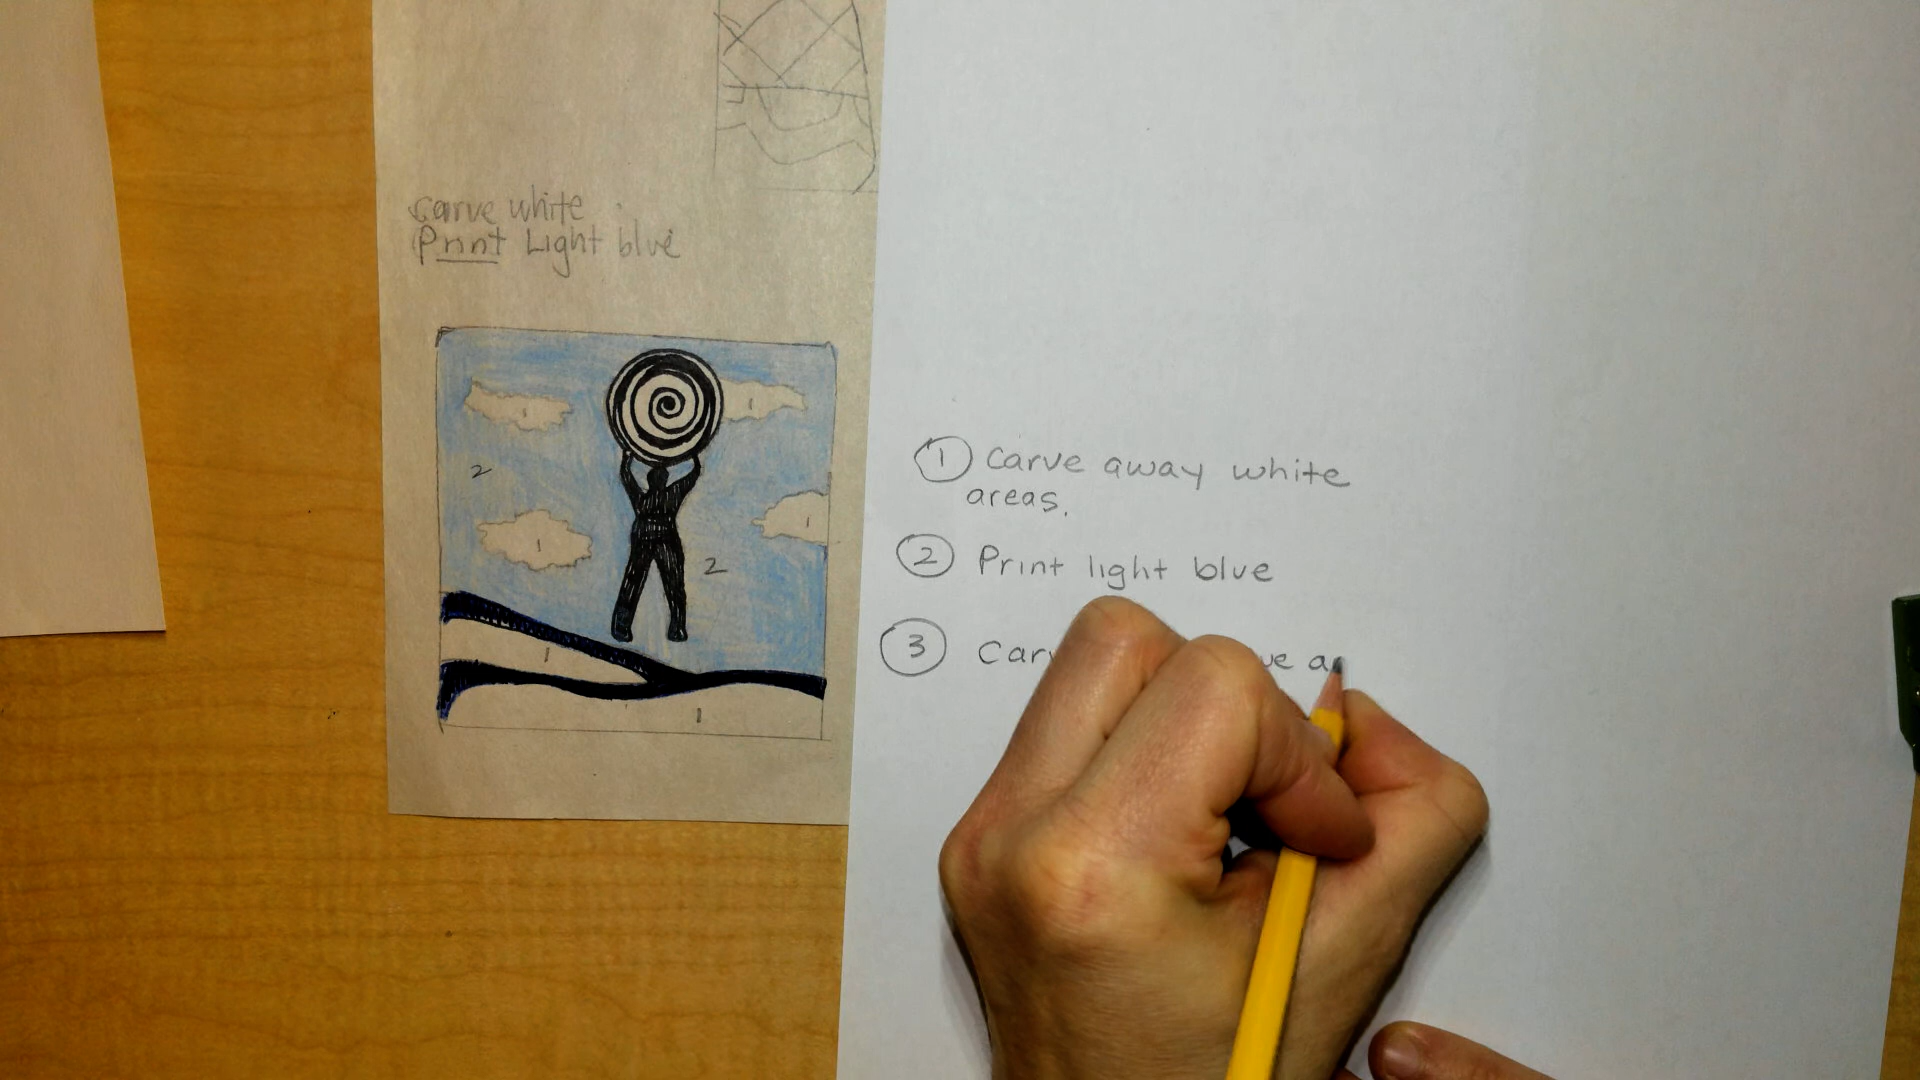 carve white
Print Light blue
1
1
2
1
1
2
1
1
① Carve away white
areas.
② Print light blue
③